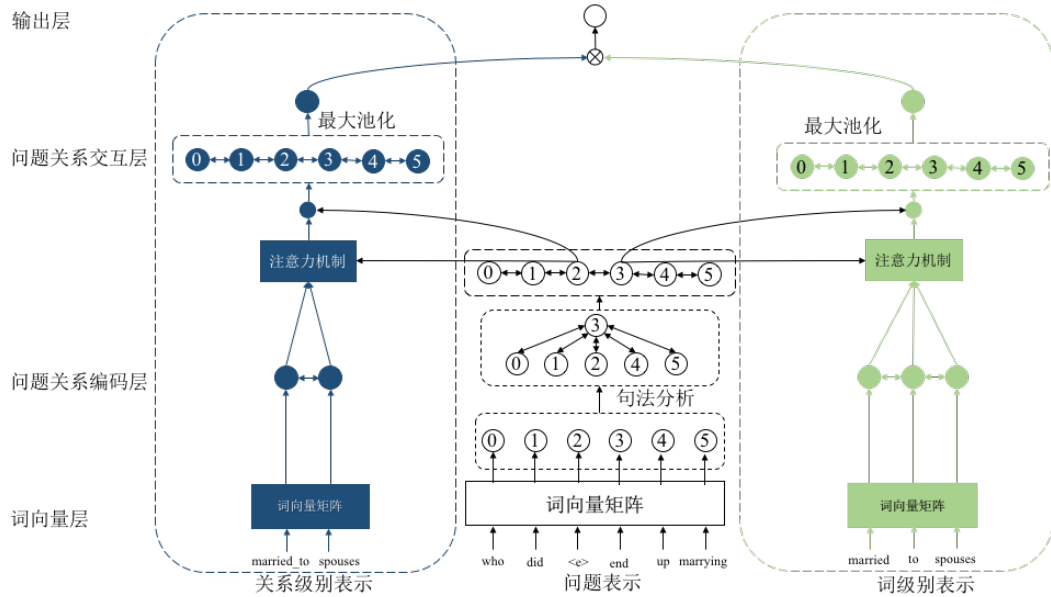 输出层
最大池化
最大池化
问题关系交互层
0 1 2 3 4 5
0 1 2 3 4 5
注意力机制
0 1 2 3 4 5
注意力机制
3
0 1 2 4 5
问题关系编码层
句法分析
0 1 2 3 4 5
词向量层
词向量矩阵
词向量矩阵
词向量矩阵
married_to spouses
who did <e> end up marrying
married to spouses
关系级别表示
问题表示
词级别表示